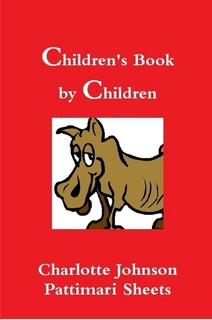 Children's Book
by Children
Charlotte Johnson
Pattimari Sheets